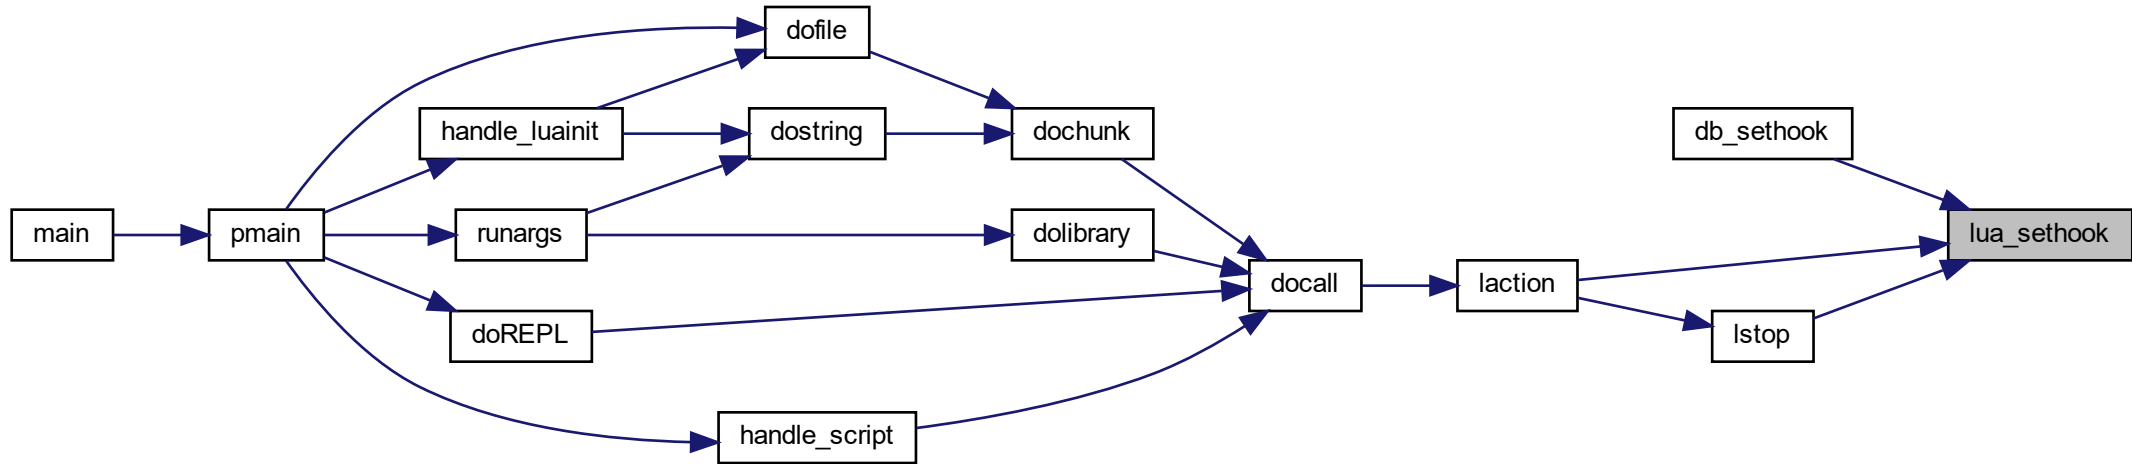 dofile
handle_luainit
dostring
dochunk
db_sethook
main
pmain
runargs
dolibrary
lua_sethook
docall
laction
doREPL
lstop
handle_script